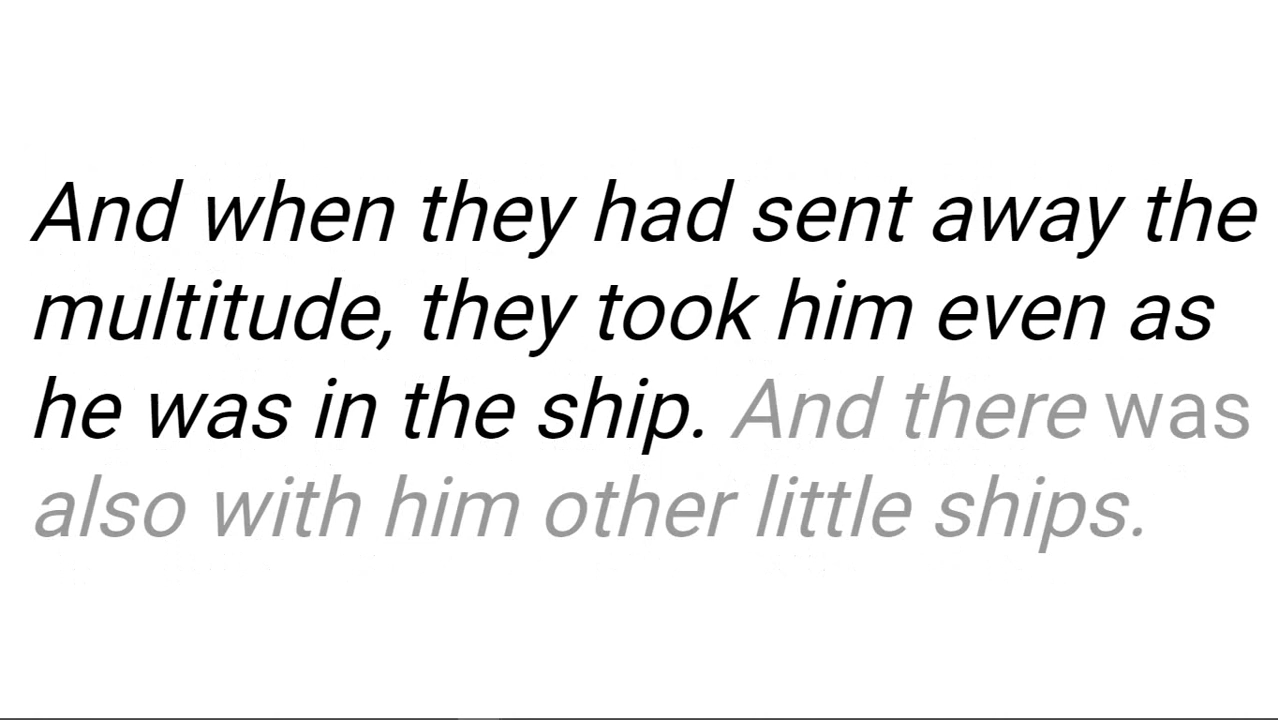 And when they had sent away the
multitude, they took him even as
he was in the ship. And there was
also with him other little ships.